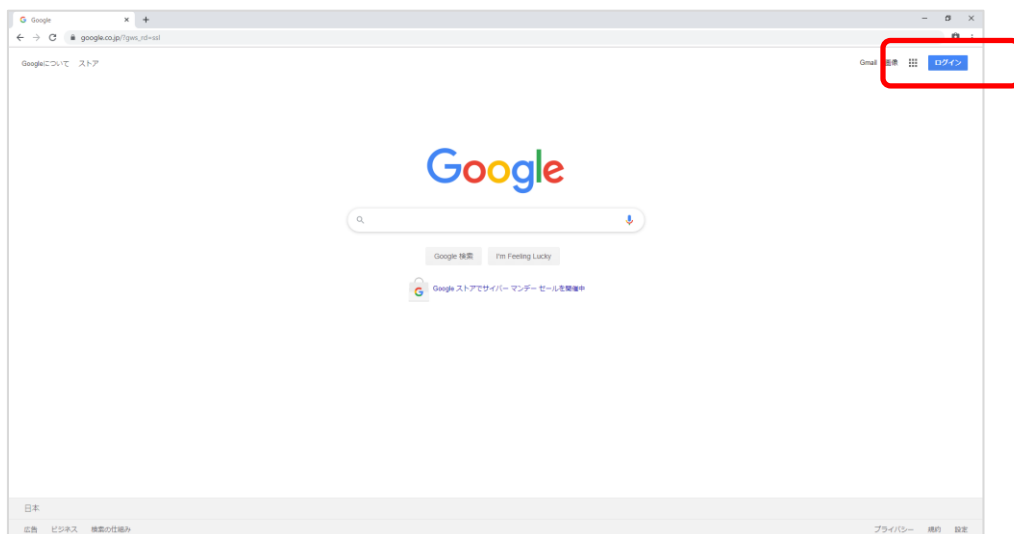 Google
google.co.jp/?gws_rd=ssl
Googleについて ストア
Gmail 画像 ログイン
Google
Google 検索 I'm Feeling Lucky
Google ストアでサイバー マンデー セールを開催中
日本
広告 ビジネス 検索の仕組み
プライバシー 規約 設定